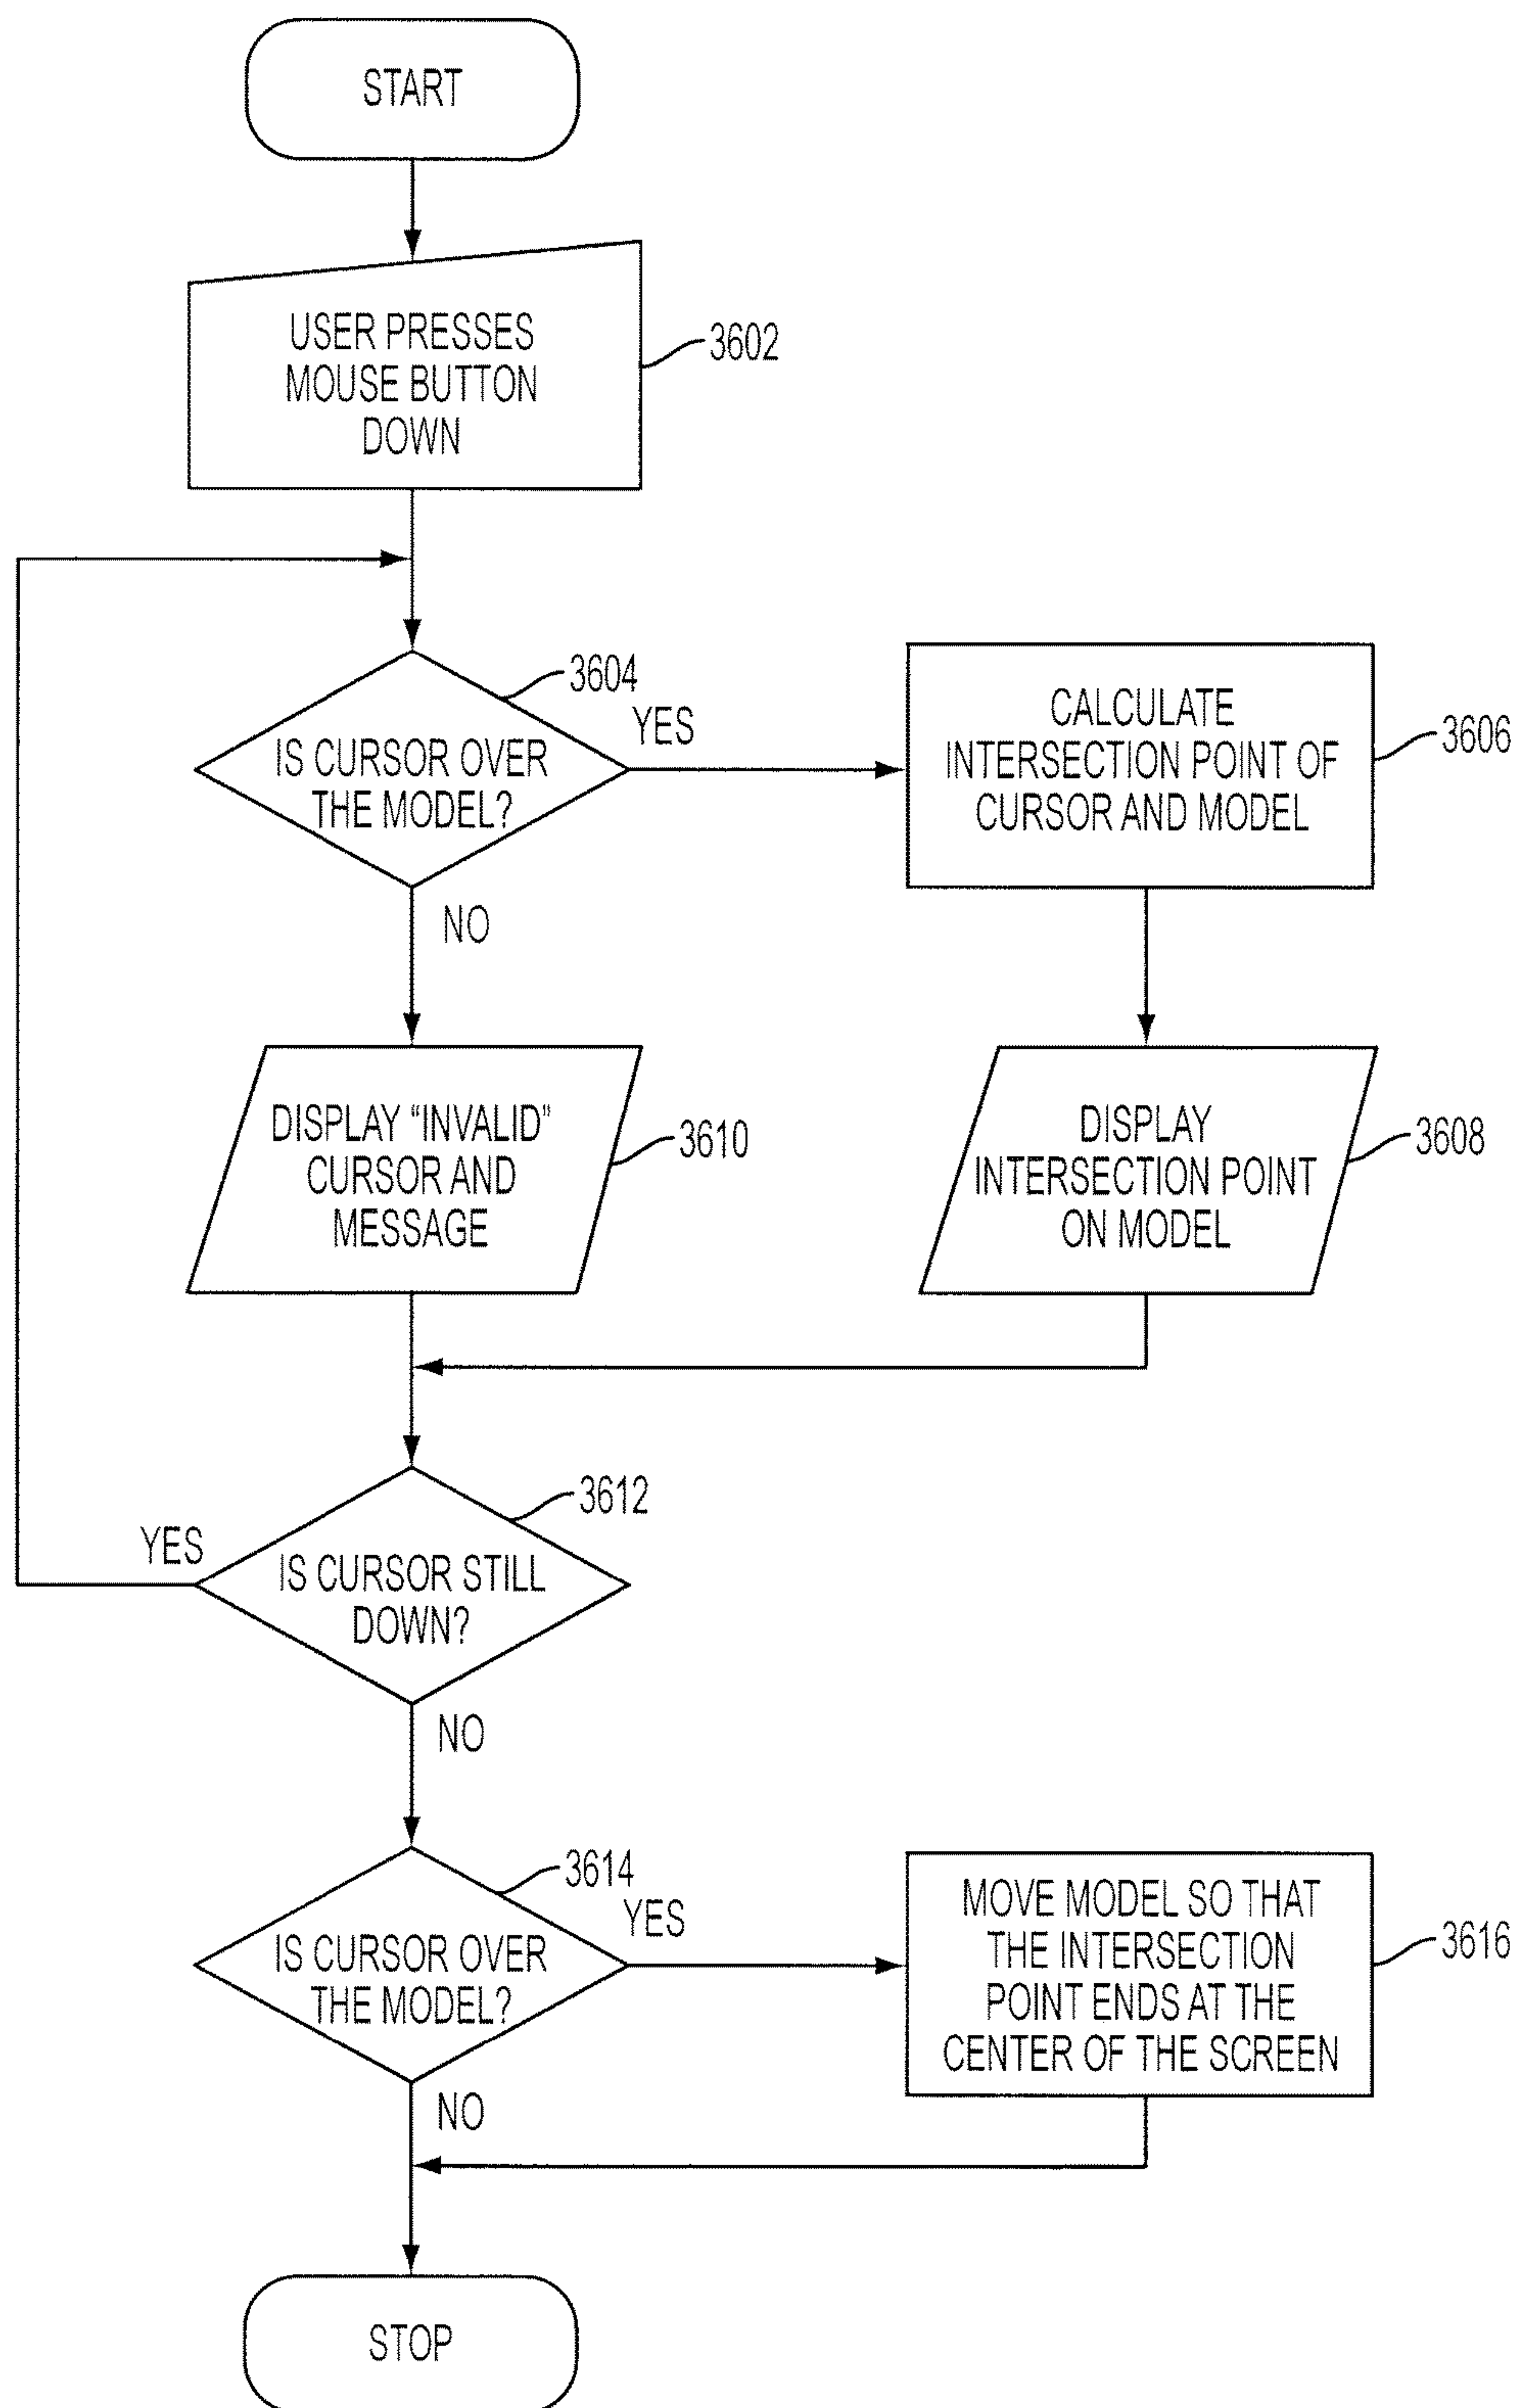 START
USER PRESSES
MOUSE BUTTON
DOWN
3602
3604
YES
IS CURSOR OVER
THE MODEL?
NO
CALCULATE
INTERSECTION POINT OF
CURSOR AND MODEL
3606
DISPLAY “INVALID”
CURSOR AND
MESSAGE
3610
DISPLAY
INTERSECTION POINT
ON MODEL
3608
3612
YES
IS CURSOR STILL
DOWN?
NO
3614
YES
IS CURSOR OVER
THE MODEL?
NO
MOVE MODEL SO THAT
THE INTERSECTION
POINT ENDS AT THE
CENTER OF THE SCREEN
3616
STOP